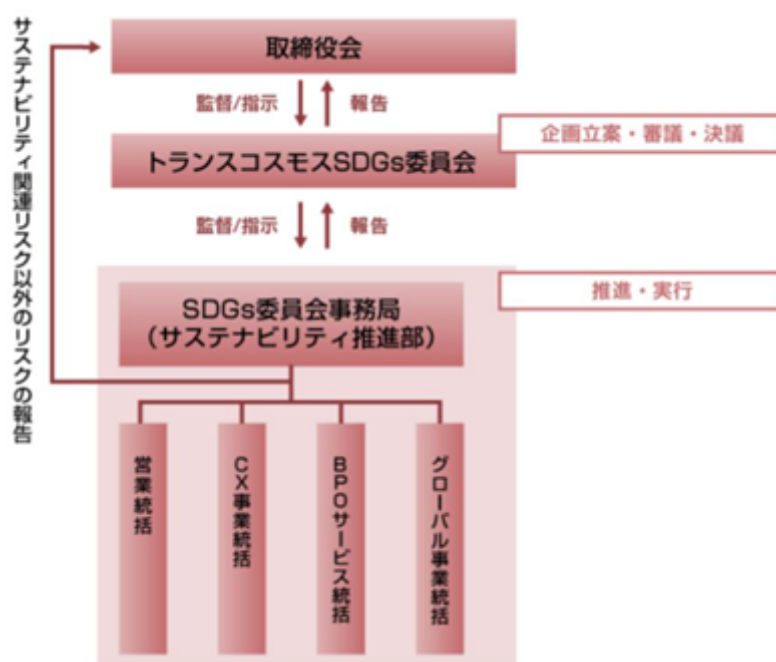 サステナビリティ関連リスク以外のリスクの報告
取締役会
監督/指示
報告
トランスコスモスSDGs委員会
企画立案・審議・決議
監督/指示
報告
推進・実行
SDGs委員会事務局
（サステナビリティ推進部）
営業統括
CX事業統括
BPOサービス統括
グローバル事業統括